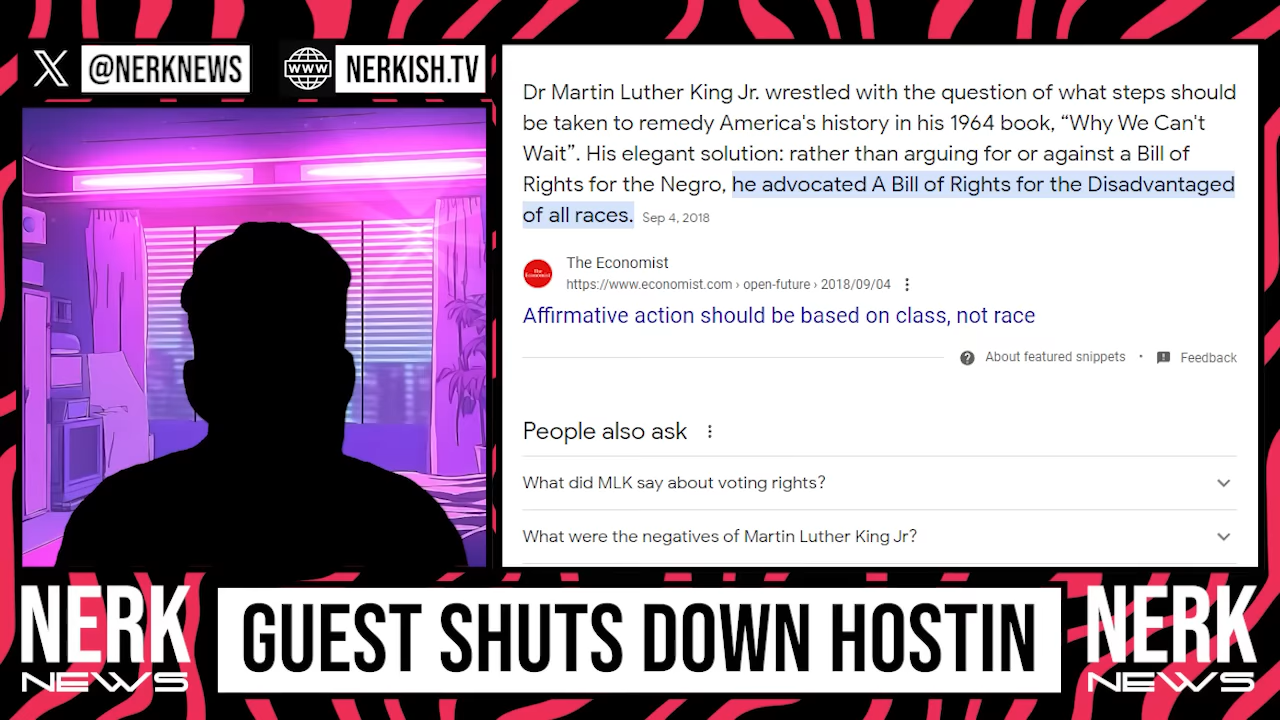 @NERKNEWS
WWW
NERKISH.TV
Dr Martin Luther King Jr. wrestled with the question of what steps should
be taken to remedy America's history in his 1964 book, “Why We Can't
Wait”. His elegant solution: rather than arguing for or against a Bill of
Rights for the Negro, he advocated A Bill of Rights for the Disadvantaged
of all races. Sep 4, 2018
The Economist
The Economist
https://www.economist.com › open-future › 2018/09/04
Affirmative action should be based on class, not race
About featured snippets • Feedback
People also ask
What did MLK say about voting rights?
What were the negatives of Martin Luther King Jr?
NERK
NEWS
GUEST SHUTS DOWN HOSTIN
NERK
NEWS